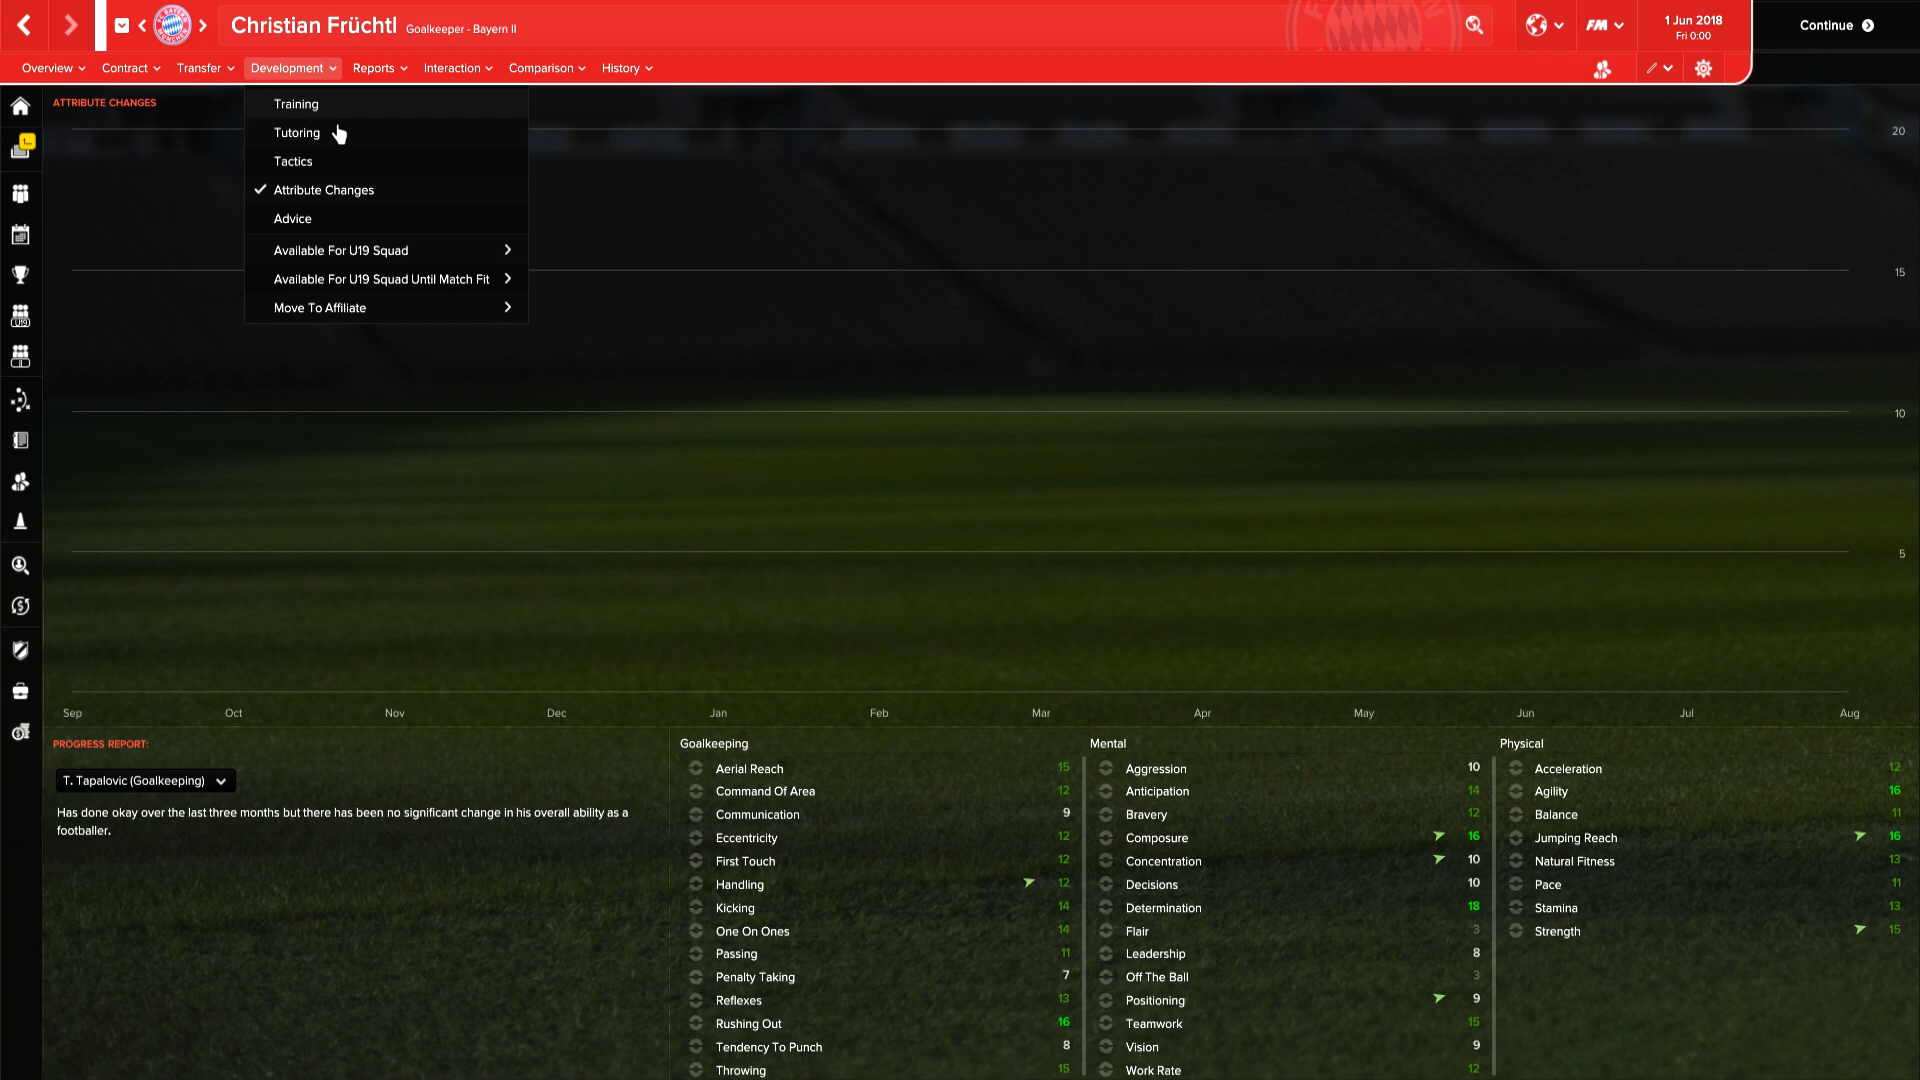 Christian Früchtl
Goalkeeper - Bayern II
FM
1 Jun 2018
Fri 0:00
Continue
Overview
Contract
Transfer
Development
Reports
Interaction
Comparison
History
ATTRIBUTE CHANGES
Training
Tutoring
Tactics
Attribute Changes
Advice
Available For U19 Squad
Available For U19 Squad Until Match Fit
Move To Affiliate
U19
20
15
10
5
Sep Oct Nov Dec Jan Feb Mar Apr May Jun Jul Aug
PROGRESS REPORT:
T. Tapalovic (Goalkeeping)
Has done okay over the last three months but there has been no significant change in his overall ability as a
footballer.
Goalkeeping
Aerial Reach 15
Command Of Area 12
Communication 9
Eccentricity 12
First Touch 12
Handling 12
Kicking 14
One On Ones 14
Passing 11
Penalty Taking 7
Reflexes 13
Rushing Out 16
Tendency To Punch 8
Throwing 15
Mental
Aggression 10
Anticipation 14
Bravery 12
Composure 16
Concentration 10
Decisions 10
Determination 18
Flair 3
Leadership 8
Off The Ball 3
Positioning 9
Teamwork 15
Vision 9
Work Rate 12
Physical
Acceleration 12
Agility 16
Balance 11
Jumping Reach 16
Natural Fitness 13
Pace 11
Stamina 13
Strength 15